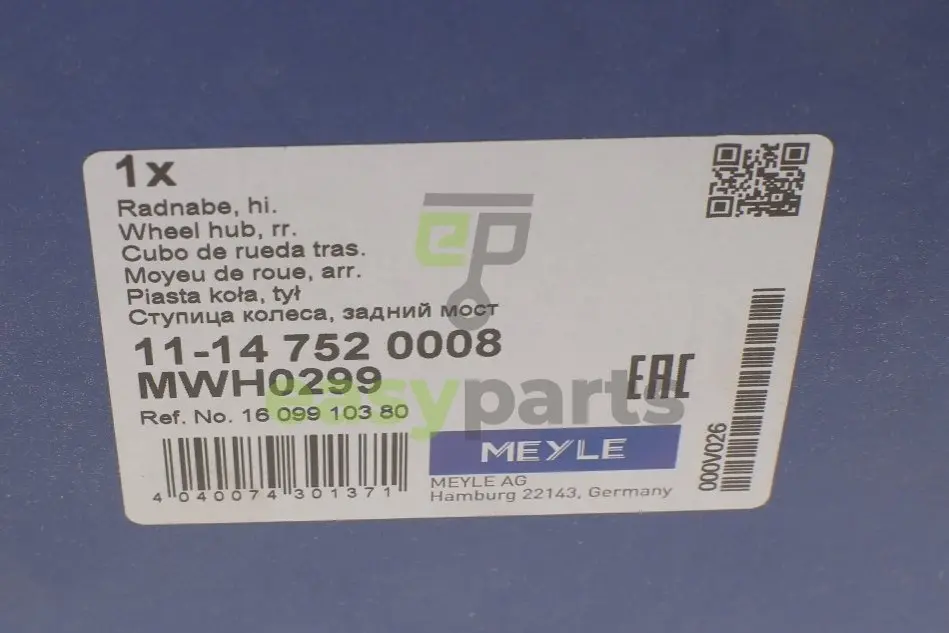 1x
Radnabe, hi.
Wheel hub, rr.
Cubo de rueda tras.
Moyeu de roue, arr.
Piasta koła, tył
Ступица колеса, задний мост
11-14 752 0008
MWH0299
Ref. No. 16 099 103 80
4 040074 301371
EAC
MEYLE
MEYLE AG
Hamburg 22143, Germany
000V026
ep
easyparts